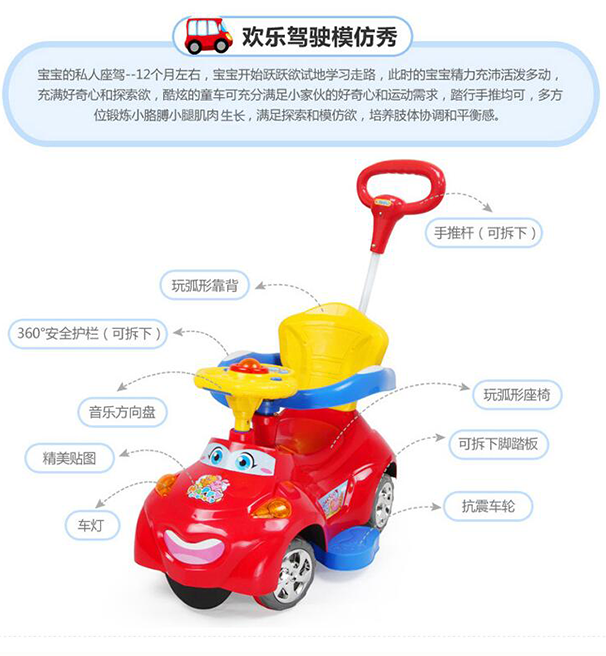 欢乐驾驶模仿秀
宝宝的私人座驾--12个月左右，宝宝开始跃跃欲试地学习走路，此时的宝宝精力充沛活泼多动，
充满好奇心和探索欲，酷炫的童车可充分满足小家伙的好奇心和运动需求，踏行手推均可，多方
位锻炼小胳膊小腿肌肉生长，满足探索和模仿欲，培养肢体协调和平衡感。
手推杆（可拆下）
玩弧形靠背
360°安全护栏（可拆下）
音乐方向盘
玩弧形座椅
精美贴图
可拆下脚踏板
车灯
抗震车轮